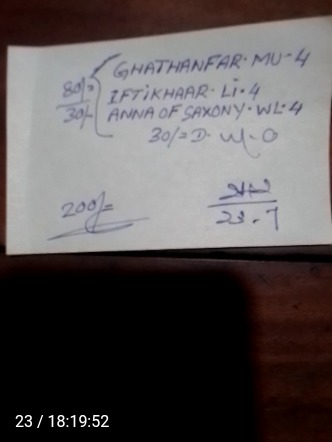 GHATHANFAR. MU-4
80/=
IFTIKHAAR. LI.4
30/-
ANNA OF SAXONY. WL.4
30/= D.
200/=
23.7
23 / 18:19:52